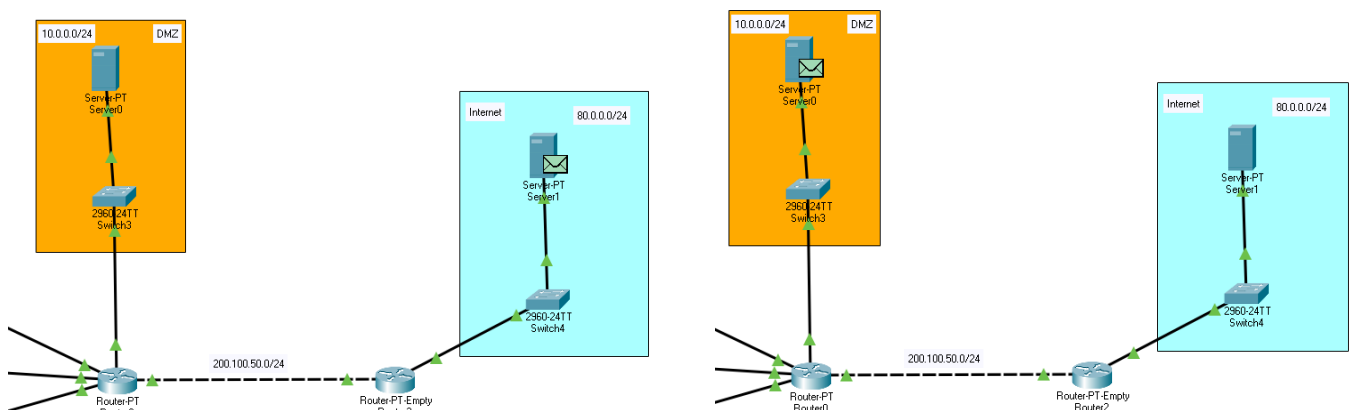 10.0.0.0/24 DMZ
Server-PT
Server0
2960-24TT
Switch3
Internet 80.0.0.0/24
Server-PT
Server1
2960-24TT
Switch4
200.100.50.0/24
Router-PT
Router-PT-Empty
10.0.0.0/24 DMZ
Server-PT
Server0
2960-24TT
Switch3
Internet 80.0.0.0/24
Server-PT
Server1
2960-24TT
Switch4
200.100.50.0/24
Router-PT
Router0
Router-PT-Empty
Router2